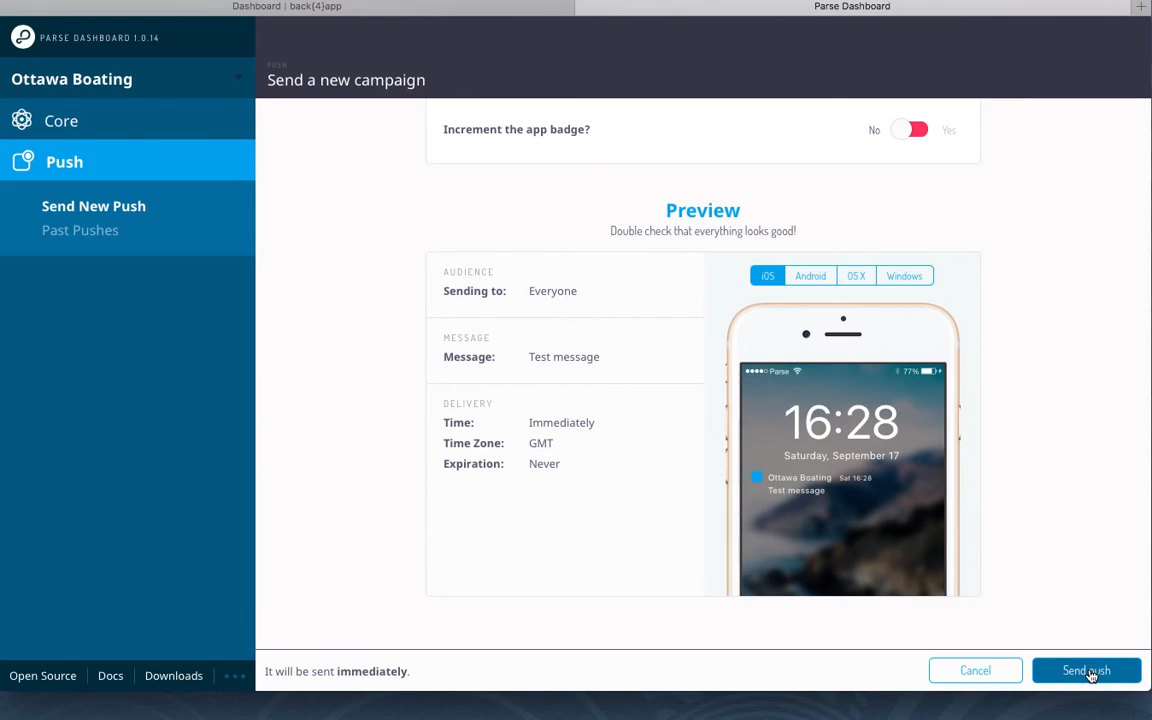 Dashboard | back{4}app
Parse Dashboard
PARSE DASHBOARD 1.0.14
Ottawa Boating
Core
Push
Send New Push
Past Pushes
Open Source
Docs
Downloads
PUSH
Send a new campaign
Increment the app badge?
No
Yes
Preview
Double check that everything looks good!
AUDIENCE
Sending to: Everyone
MESSAGE
Message: Test message
DELIVERY
Time: Immediately
Time Zone: GMT
Expiration: Never
iOS Android OS X Windows
Parse 77%
16:28
Saturday, September 17
Ottawa Boating Sat 16:28
Test message
It will be sent immediately.
Cancel
Send push